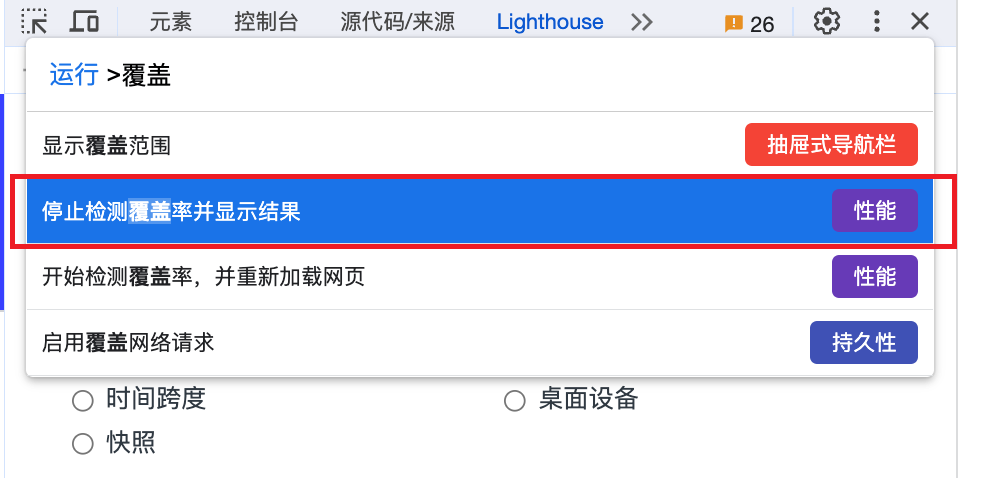 元素 控制台 源代码/来源 Lighthouse 26
运行 >覆盖
显示覆盖范围 抽屉式导航栏
停止检测覆盖率并显示结果 性能
开始检测覆盖率，并重新加载网页 性能
启用覆盖网络请求 持久性
时间跨度 桌面设备
快照